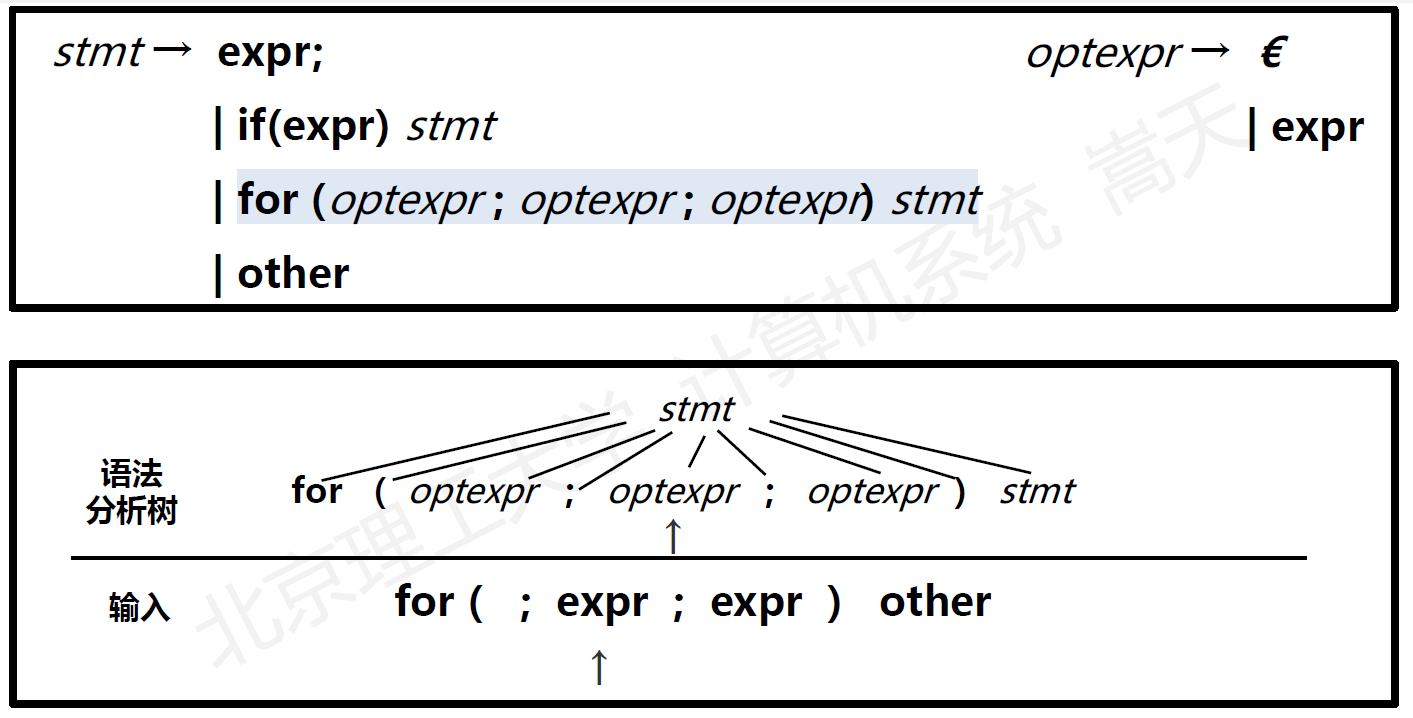 stmt → expr; optexpr → €
| if(expr) stmt | expr
| for (optexpr ; optexpr ; optexpr) stmt
| other
stmt
语法
分析树
for ( optexpr ; optexpr ; optexpr ) stmt
↑
输入
for ( ; expr ; expr ) other
↑
北京理工大学 计算机系统 嵩天